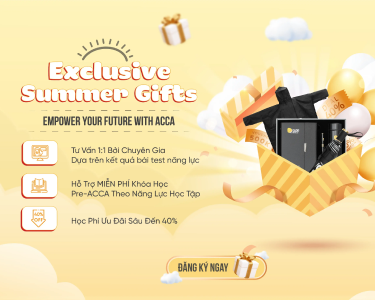 Exclusive
Summer Gifts
EMPOWER YOUR FUTURE WITH ACCA
Tư Vấn 1:1 Bởi Chuyên Gia
Dựa trên kết quả bài test năng lực
Hỗ Trợ MIỄN PHÍ Khóa Học
Pre-ACCA Theo Năng Lực Học Tập
40%
OFF
Học Phí Ưu Đãi Sâu Đến 40%
ĐĂNG KÝ NGAY